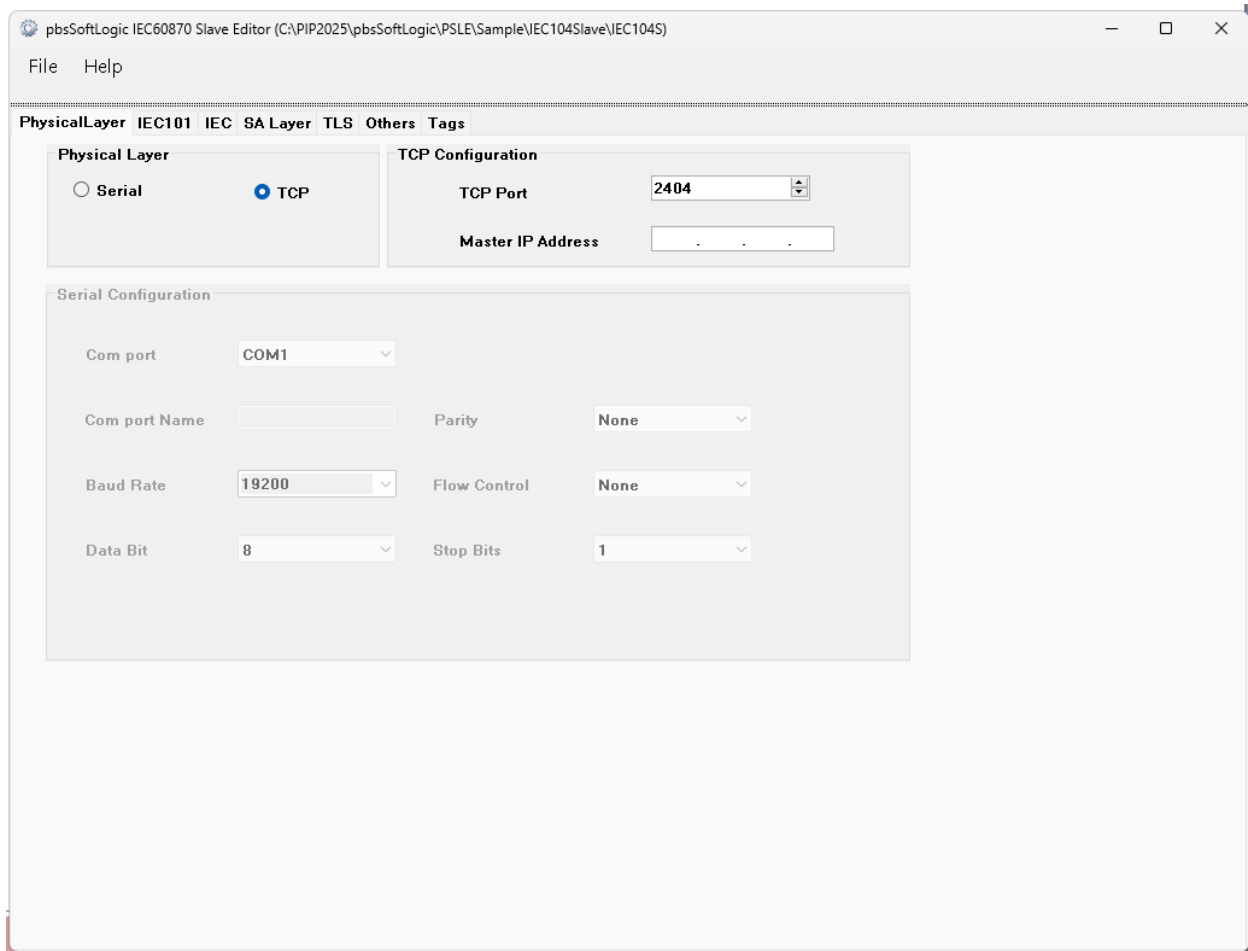 pbsSoftLogic IEC60870 Slave Editor (C:\PIP2025\pbsSoftLogic\PSLE\Sample\IEC104Slave\IEC104S)
File Help
PhysicalLayer IEC101 IEC SA Layer TLS Others Tags
Physical Layer
Serial TCP
TCP Configuration
TCP Port 2404
Master IP Address . . .
Serial Configuration
Com port COM1
Com port Name Parity None
Baud Rate 19200 Flow Control None
Data Bit 8 Stop Bits 1